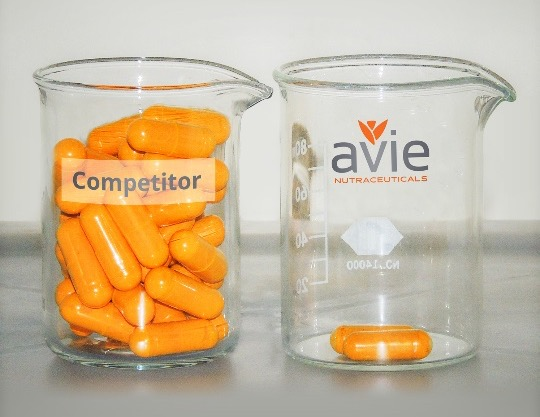 Competitor
avie
NUTRACEUTICALS
80
60
40
20
NO. 14000